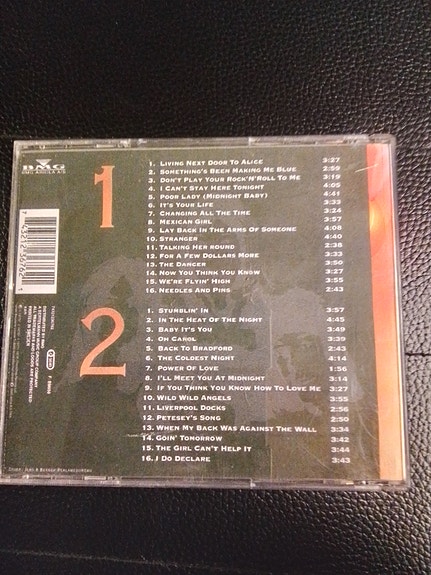 BMG
BMG ARIOLA A/S
1
1. LIVING NEXT DOOR TO ALICE 3:27
2. SOMETHING'S BEEN MAKING ME BLUE 2:59
3. DON'T PLAY YOUR ROCK'N'ROLL TO ME 3:15
4. I CAN'T STAY HERE TONIGHT 4:05
5. POOR LADY (MIDNIGHT BABY) 4:41
6. IT'S YOUR LIFE 3:33
7. CHANGING ALL THE TIME 3:24
8. MEXICAN GIRL 3:57
9. LAY BACK IN THE ARMS OF SOMEONE 4:08
10. STRANGER 4:40
11. TALKING HER ROUND 2:38
12. FOR A FEW DOLLARS MORE 3:33
13. THE DANCER 3:50
14. NOW YOU THINK YOU KNOW 3:27
15. WE'RE FLYIN' HIGH 3:55
16. NEEDLES AND PINS 2:43
2
1. STUMBLIN' IN 3:57
2. IN THE HEAT OF THE NIGHT 4:45
3. BABY IT'S YOU 3:49
4. OH CAROL 3:39
5. BACK TO BRADFORD 2:43
6. THE COLDEST NIGHT 4:14
7. POWER OF LOVE 1:56
8. I'LL MEET YOU AT MIDNIGHT 3:14
9. IF YOU THINK YOU KNOW HOW TO LOVE ME 3:27
10. WILD WILD ANGELS 3:55
11. LIVERPOOL DOCKS 2:56
12. PETESEY'S SONG 2:50
13. WHEN MY BACK WAS AGAINST THE WALL 3:34
14. GOIN' TOMORROW 3:42
15. THE GIRL CAN'T HELP IT 3:44
16. I DO DECLARE 3:43